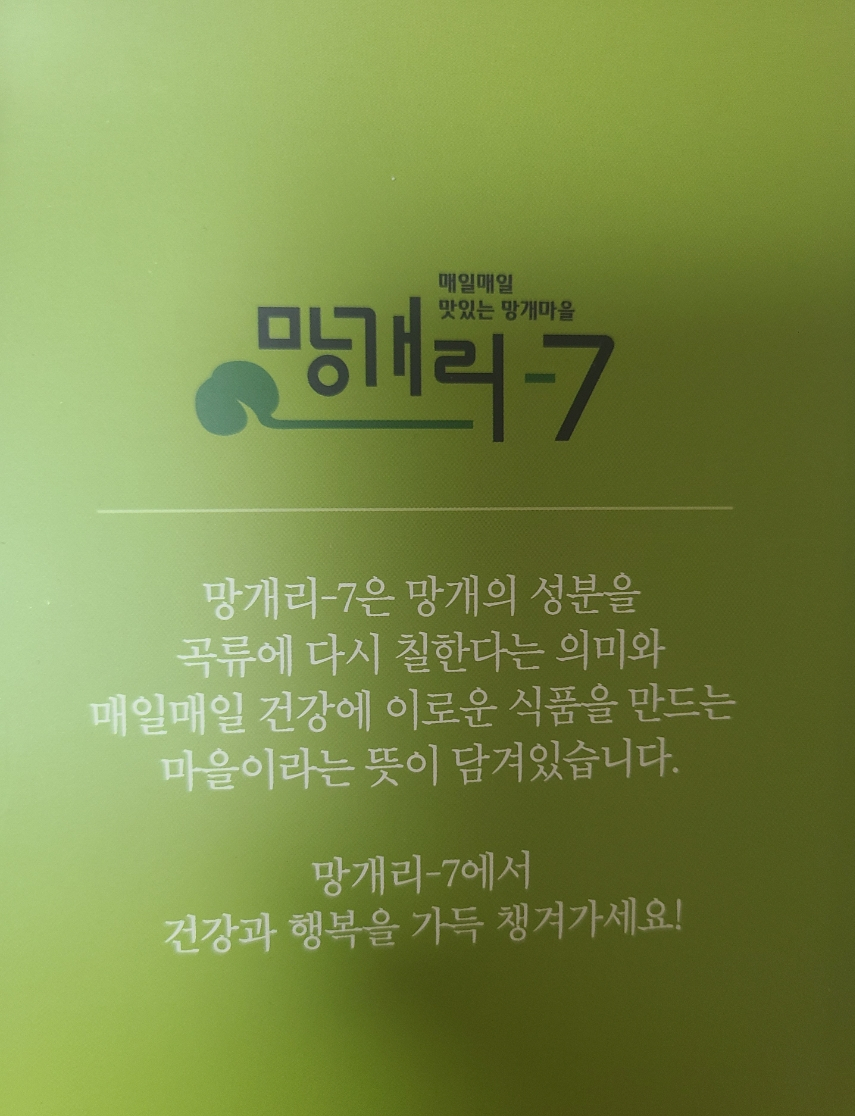 매일매일
맛있는 망개마을
망개리-7
망개리-7은 망개의 성분을
곡류에 다시 칠한다는 의미와
매일매일 건강에 이로운 식품을 만드는
마을이라는 뜻이 담겨있습니다.
망개리-7에서
건강과 행복을 가득 챙겨가세요!